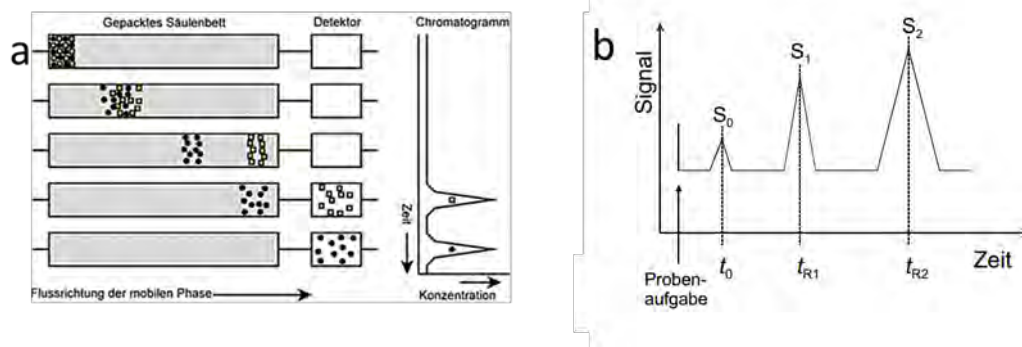 a
Gepacktes Säulenbett
Detektor
Chromatogramm
Zeit
Flussrichtung der mobilen Phase
Konzentration
b
Signal
S0
S1
S2
Proben-
aufgabe
t0
tR1
tR2
Zeit